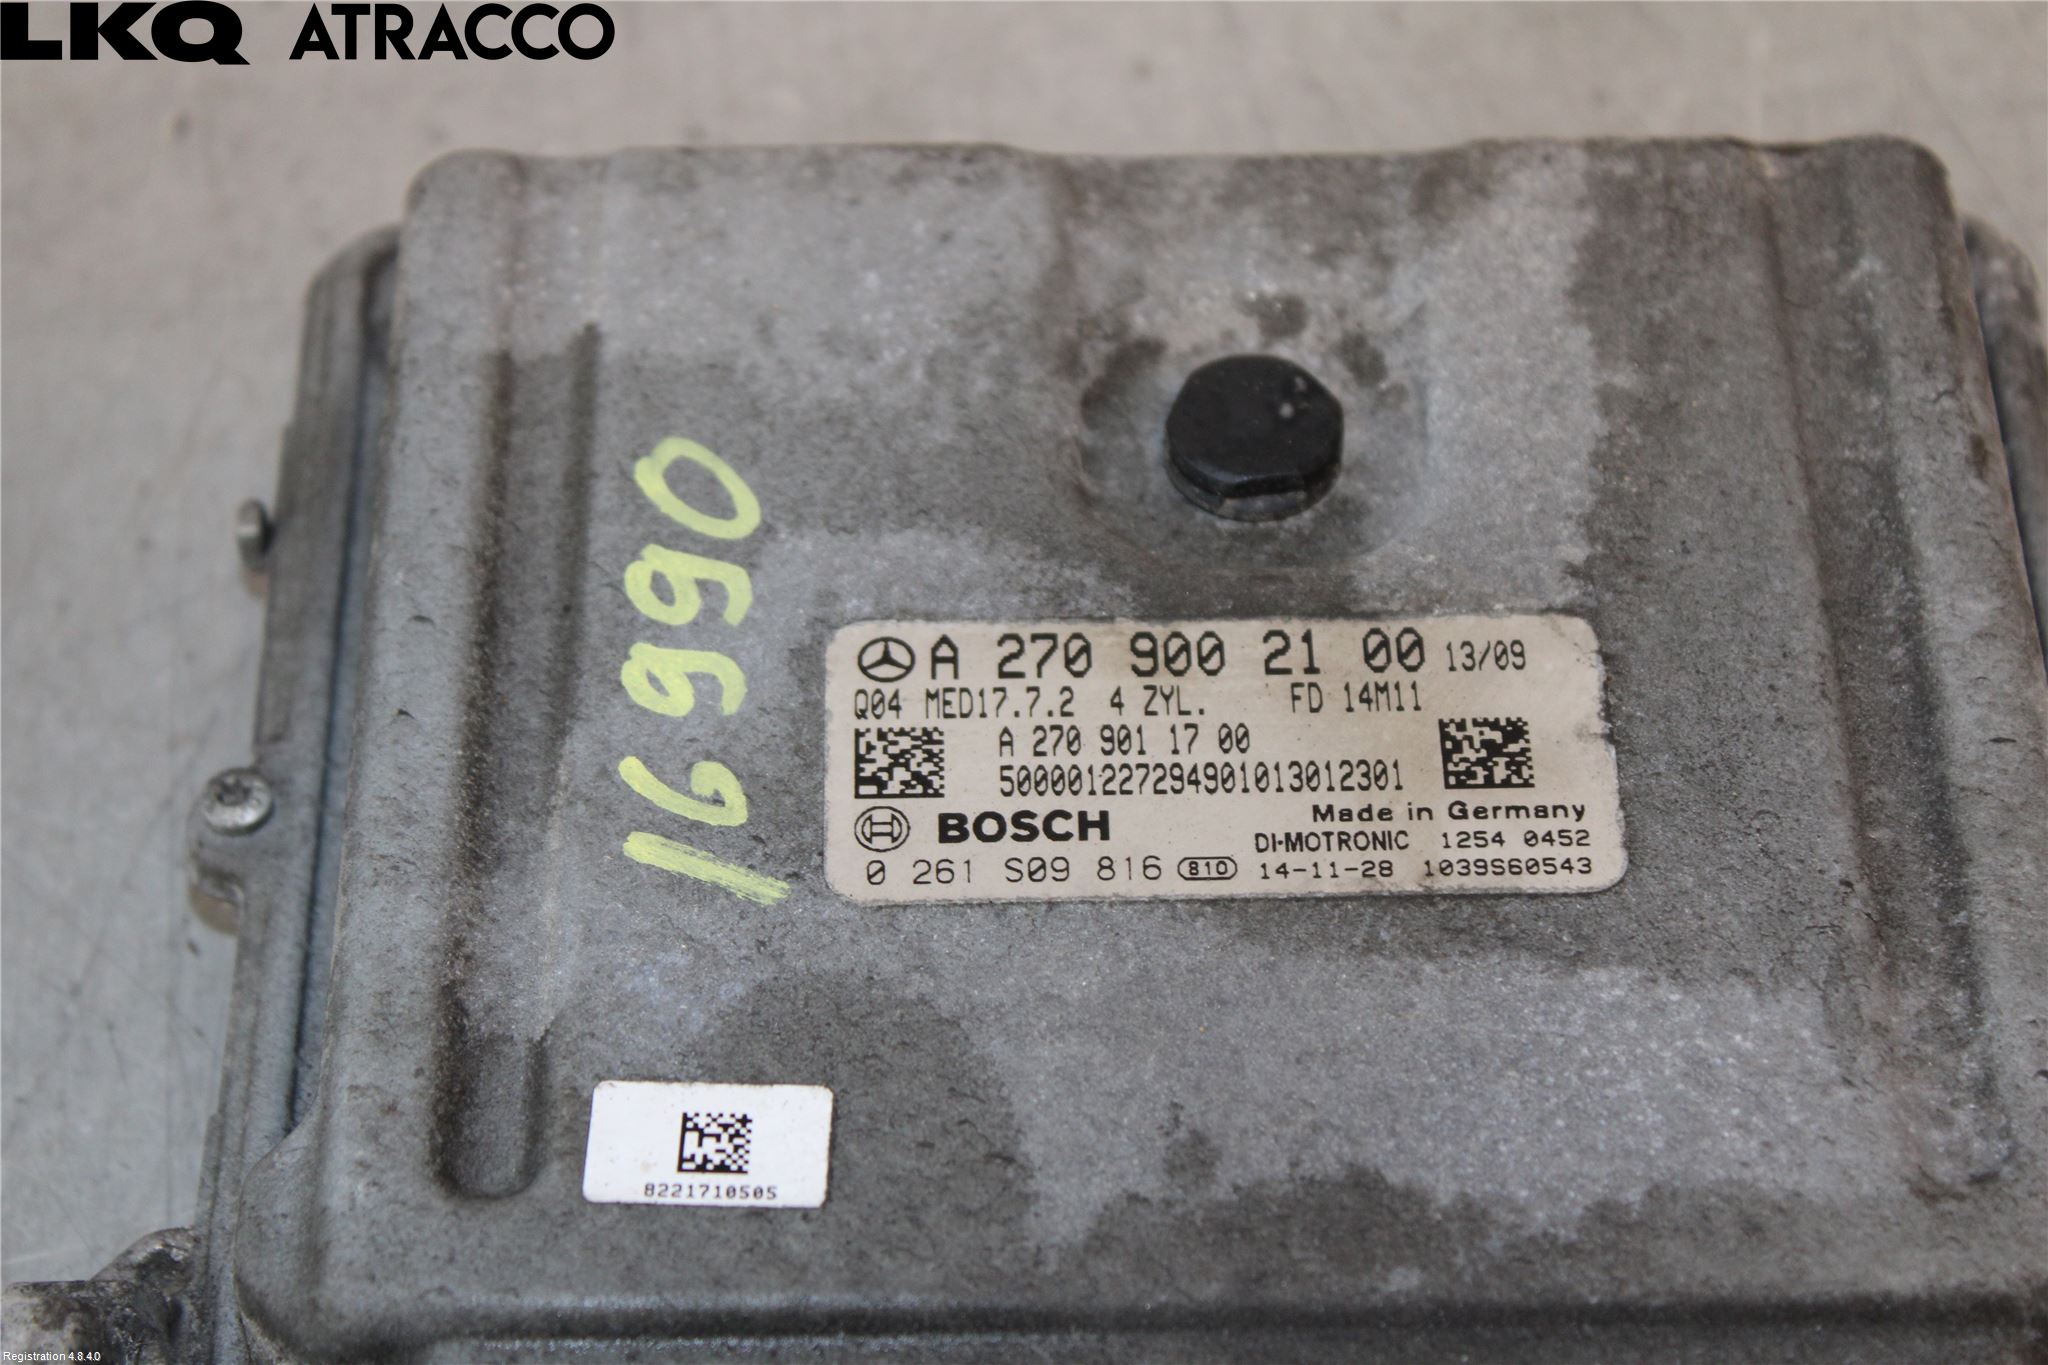 LKQ ATRACCO
16990
A 270 900 21 00 13/09
Q04 MED17.7.2 4 ZYL. FD 14M11
A 270 901 17 00
500001227294901013012301
BOSCH Made in Germany
DI-MOTRONIC 1254 0452
0 261 S09 816 810 14-11-28 1039S60543
8221710505
Registration 4.8.4.0